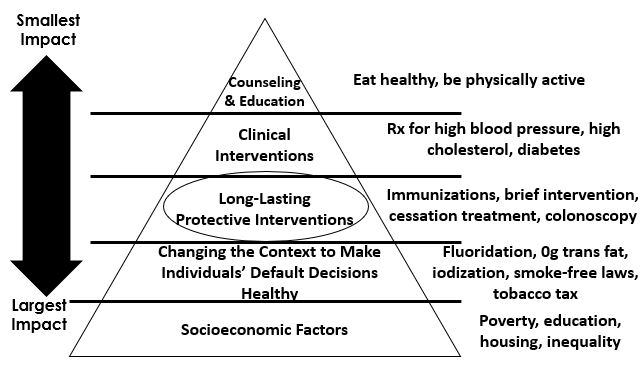 Smallest
Impact
Counseling
& Education
Eat healthy, be physically active
Clinical
Interventions
Rx for high blood pressure, high
cholesterol, diabetes
Long-Lasting
Protective Interventions
Immunizations, brief intervention,
cessation treatment, colonoscopy
Changing the Context to Make
Individuals’ Default Decisions
Healthy
Fluoridation, 0g trans fat,
iodization, smoke-free laws,
tobacco tax
Largest
Impact
Socioeconomic Factors
Poverty, education,
housing, inequality